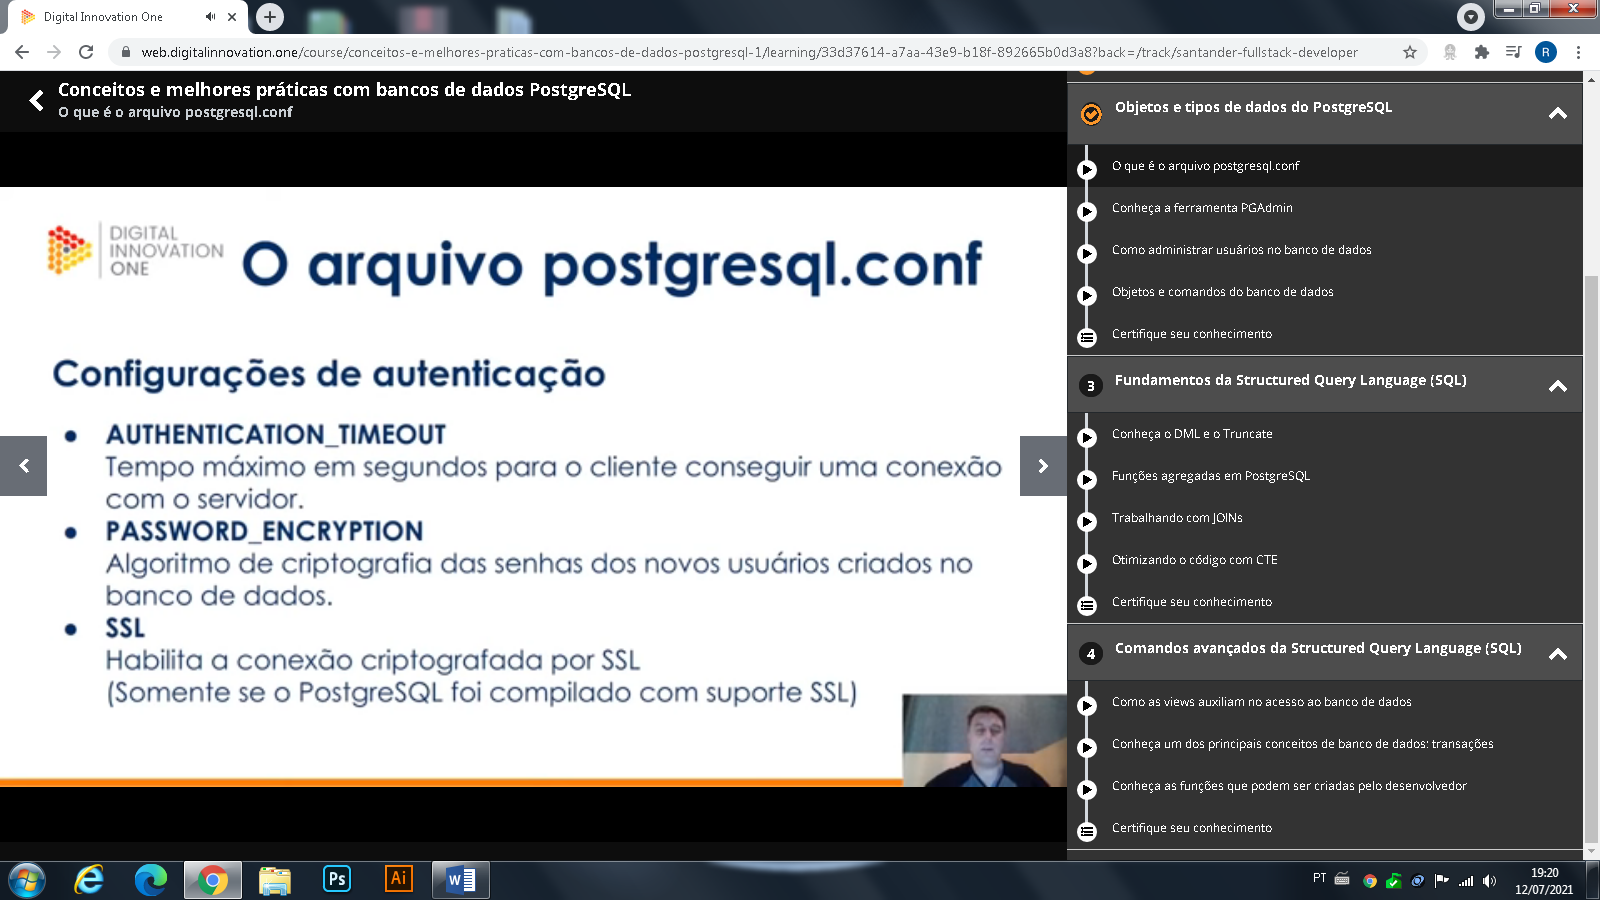 Digital Innovation One
web.digitalinnovation.one/course/conceitos-e-melhores-praticas-com-bancos-de-dados-postgresql-1/learning/33d37614-a7aa-43e9-b18f-892665b0d3a8?back=/track/santander-fullstack-developer
R
Conceitos e melhores práticas com bancos de dados PostgreSQL
O que é o arquivo postgresql.conf
DIGITAL
INNOVATION
ONE
O arquivo postgresql.conf
Configurações de autenticação
● AUTHENTICATION_TIMEOUT
Tempo máximo em segundos para o cliente conseguir uma conexão
com o servidor.
● PASSWORD_ENCRYPTION
Algoritmo de criptografia das senhas dos novos usuários criados no
banco de dados.
● SSL
Habilita a conexão criptografada por SSL
(Somente se o PostgreSQL foi compilado com suporte SSL)
Objetos e tipos de dados do PostgreSQL
O que é o arquivo postgresql.conf
Conheça a ferramenta PGAdmin
Como administrar usuários no banco de dados
Objetos e comandos do banco de dados
Certifique seu conhecimento
3 Fundamentos da Structured Query Language (SQL)
Conheça o DML e o Truncate
Funções agregadas em PostgreSQL
Trabalhando com JOINs
Otimizando o código com CTE
Certifique seu conhecimento
4 Comandos avançados da Structured Query Language (SQL)
Como as views auxiliam no acesso ao banco de dados
Conheça um dos principais conceitos de banco de dados: transações
Conheça as funções que podem ser criadas pelo desenvolvedor
Certifique seu conhecimento
Ps
Ai
W
PT
19:20
12/07/2021